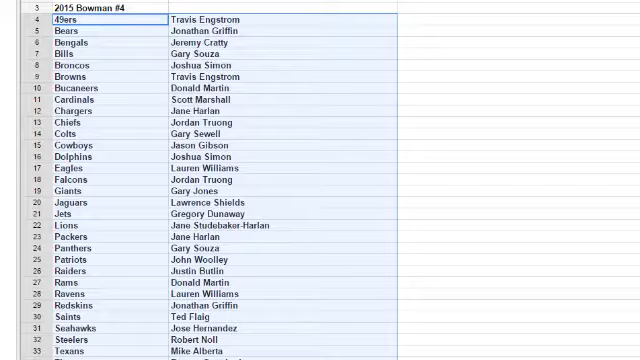 3 2015 Bowman #4
4 49ers Travis Engstrom
5 Bears Jonathan Griffin
6 Bengals Jeremy Cratty
7 Bills Gary Souza
8 Broncos Joshua Simon
9 Browns Travis Engstrom
10 Bucaneers Donald Martin
11 Cardinals Scott Marshall
12 Chargers Jane Harlan
13 Chiefs Jordan Truong
14 Colts Gary Sewell
15 Cowboys Jason Gibson
16 Dolphins Joshua Simon
17 Eagles Lauren Williams
18 Falcons Jordan Truong
19 Giants Gary Jones
20 Jaguars Lawrence Shields
21 Jets Gregory Dunaway
22 Lions Jane Studebaker-Harlan
23 Packers Jane Harlan
24 Panthers Gary Souza
25 Patriots John Woolley
26 Raiders Justin Butlin
27 Rams Donald Martin
28 Ravens Lauren Williams
29 Redskins Jonathan Griffin
30 Saints Ted Flaig
31 Seahawks Jose Hernandez
32 Steelers Robert Noll
33 Texans Mike Alberta